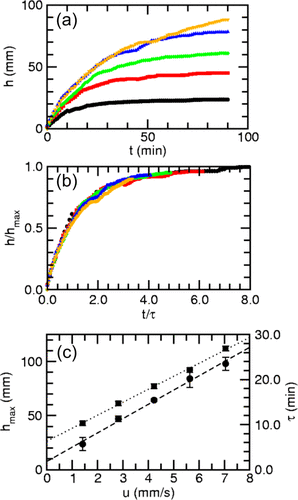 (a)
h (mm)
100
50
0
0 50 100
t (min)
(b)
h/hmax
1.0
0.5
0.0
0.0 2.0 4.0 6.0 8.0
t/τ
(c)
hmax (mm)
100
50
0
30.0
20.0
10.0
0.0
τ (min)
0 1 2 3 4 5 6 7 8
u (mm/s)